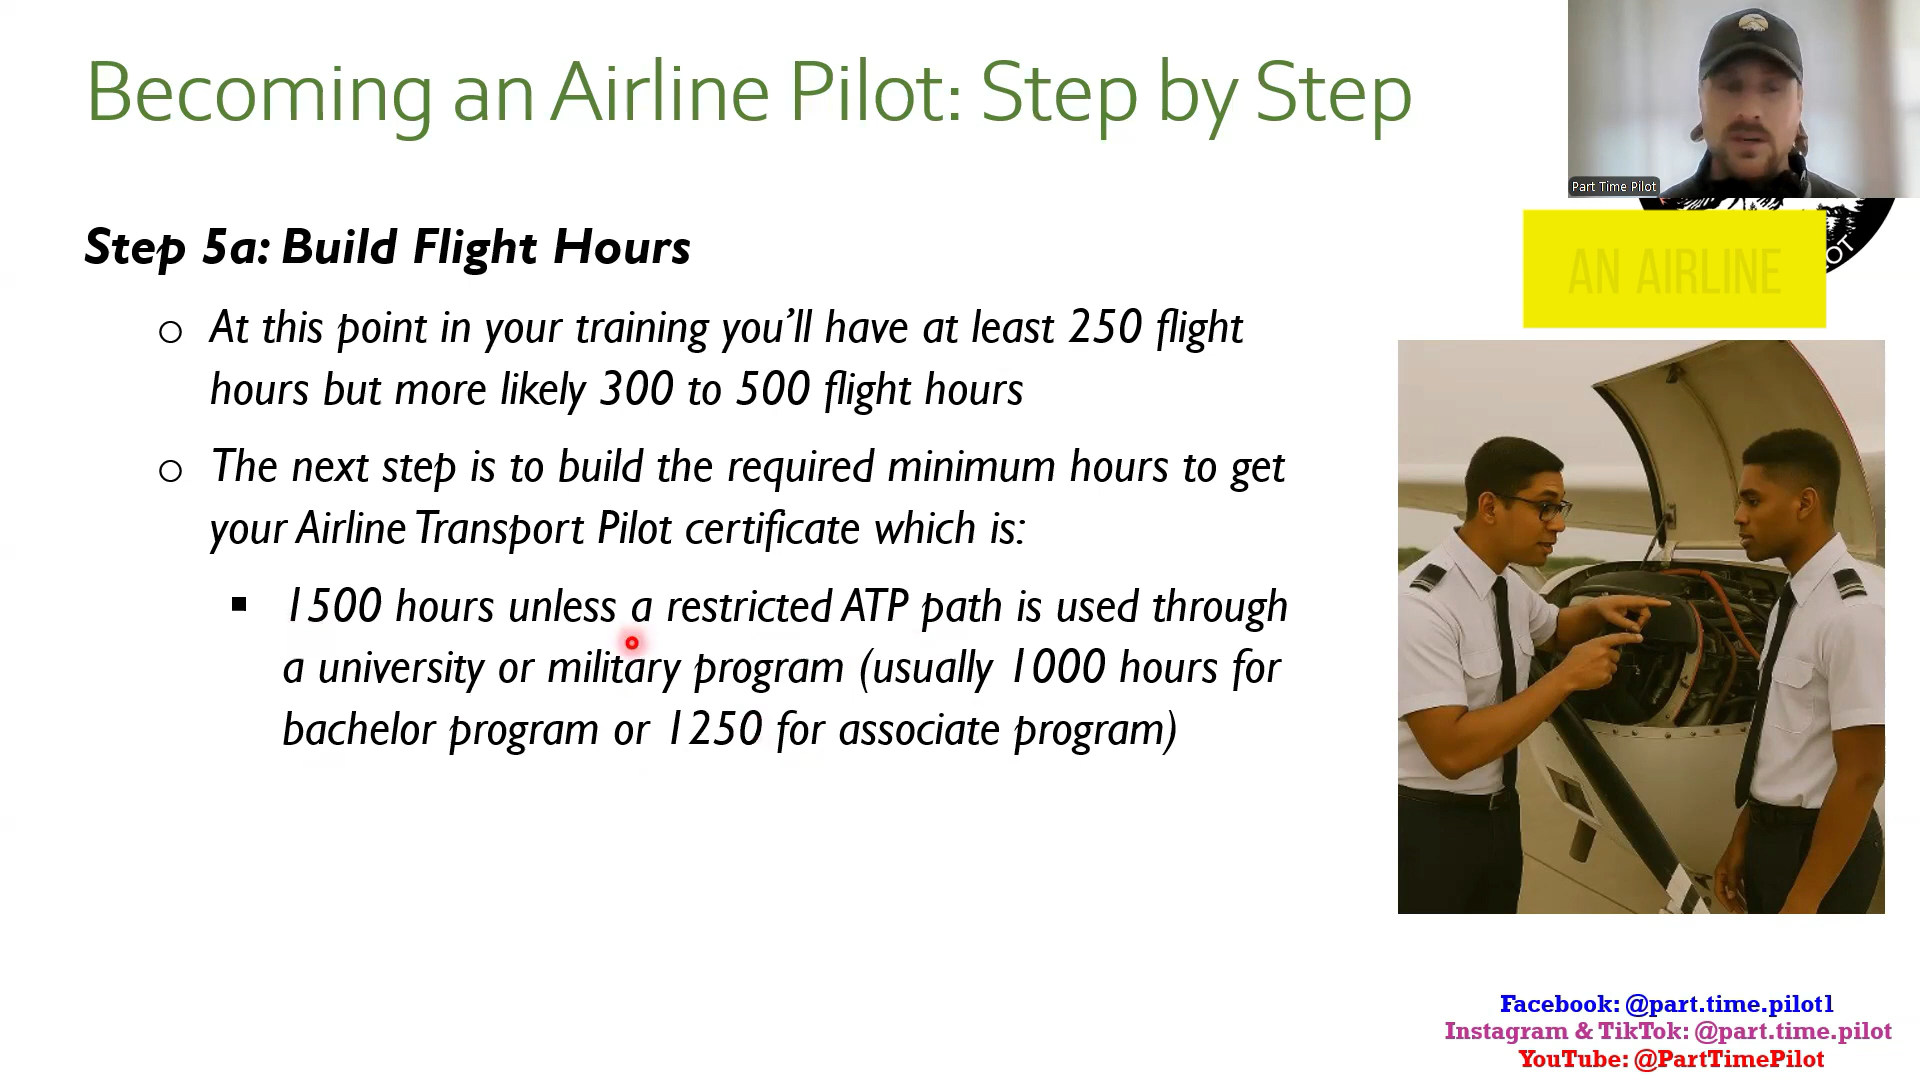 Becoming an Airline Pilot: Step by Step
Part Time Pilot
OT
AN AIRLINE
Step 5a: Build Flight Hours
o At this point in your training you’ll have at least 250 flight
hours but more likely 300 to 500 flight hours
o The next step is to build the required minimum hours to get
your Airline Transport Pilot certificate which is:
▪ 1500 hours unless a restricted ATP path is used through
a university or military program (usually 1000 hours for
bachelor program or 1250 for associate program)
Facebook: @part.time.pilot1
Instagram & TikTok: @part.time.pilot
YouTube: @PartTimePilot